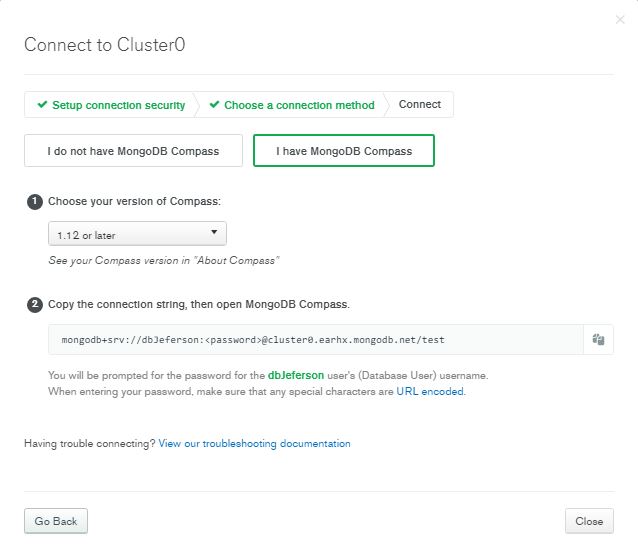 Connect to Cluster0
Setup connection security
Choose a connection method
Connect
I do not have MongoDB Compass
I have MongoDB Compass
1 Choose your version of Compass:
1.12 or later
See your Compass version in "About Compass"
2 Copy the connection string, then open MongoDB Compass.
mongodb+srv://dbJeferson:<password>@cluster0.earhx.mongodb.net/test
You will be prompted for the password for the dbJeferson user's (Database User) username.
When entering your password, make sure that any special characters are URL encoded.
Having trouble connecting? View our troubleshooting documentation
Go Back
Close